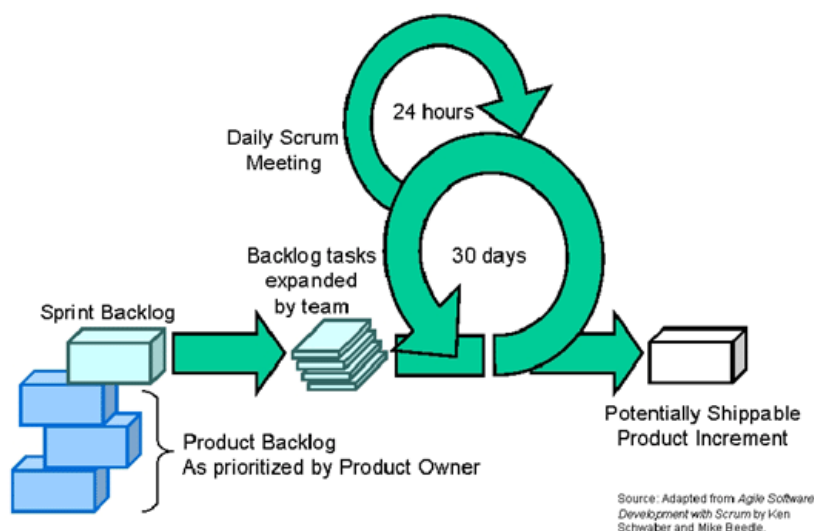 24 hours
Daily Scrum
Meeting
Backlog tasks
expanded
by team
30 days
Sprint Backlog
Potentially Shippable
Product Increment
Product Backlog
As prioritized by Product Owner
Source: Adapted from Agile Software
Development with Scrum by Ken
Schwaber and Mike Beedle.